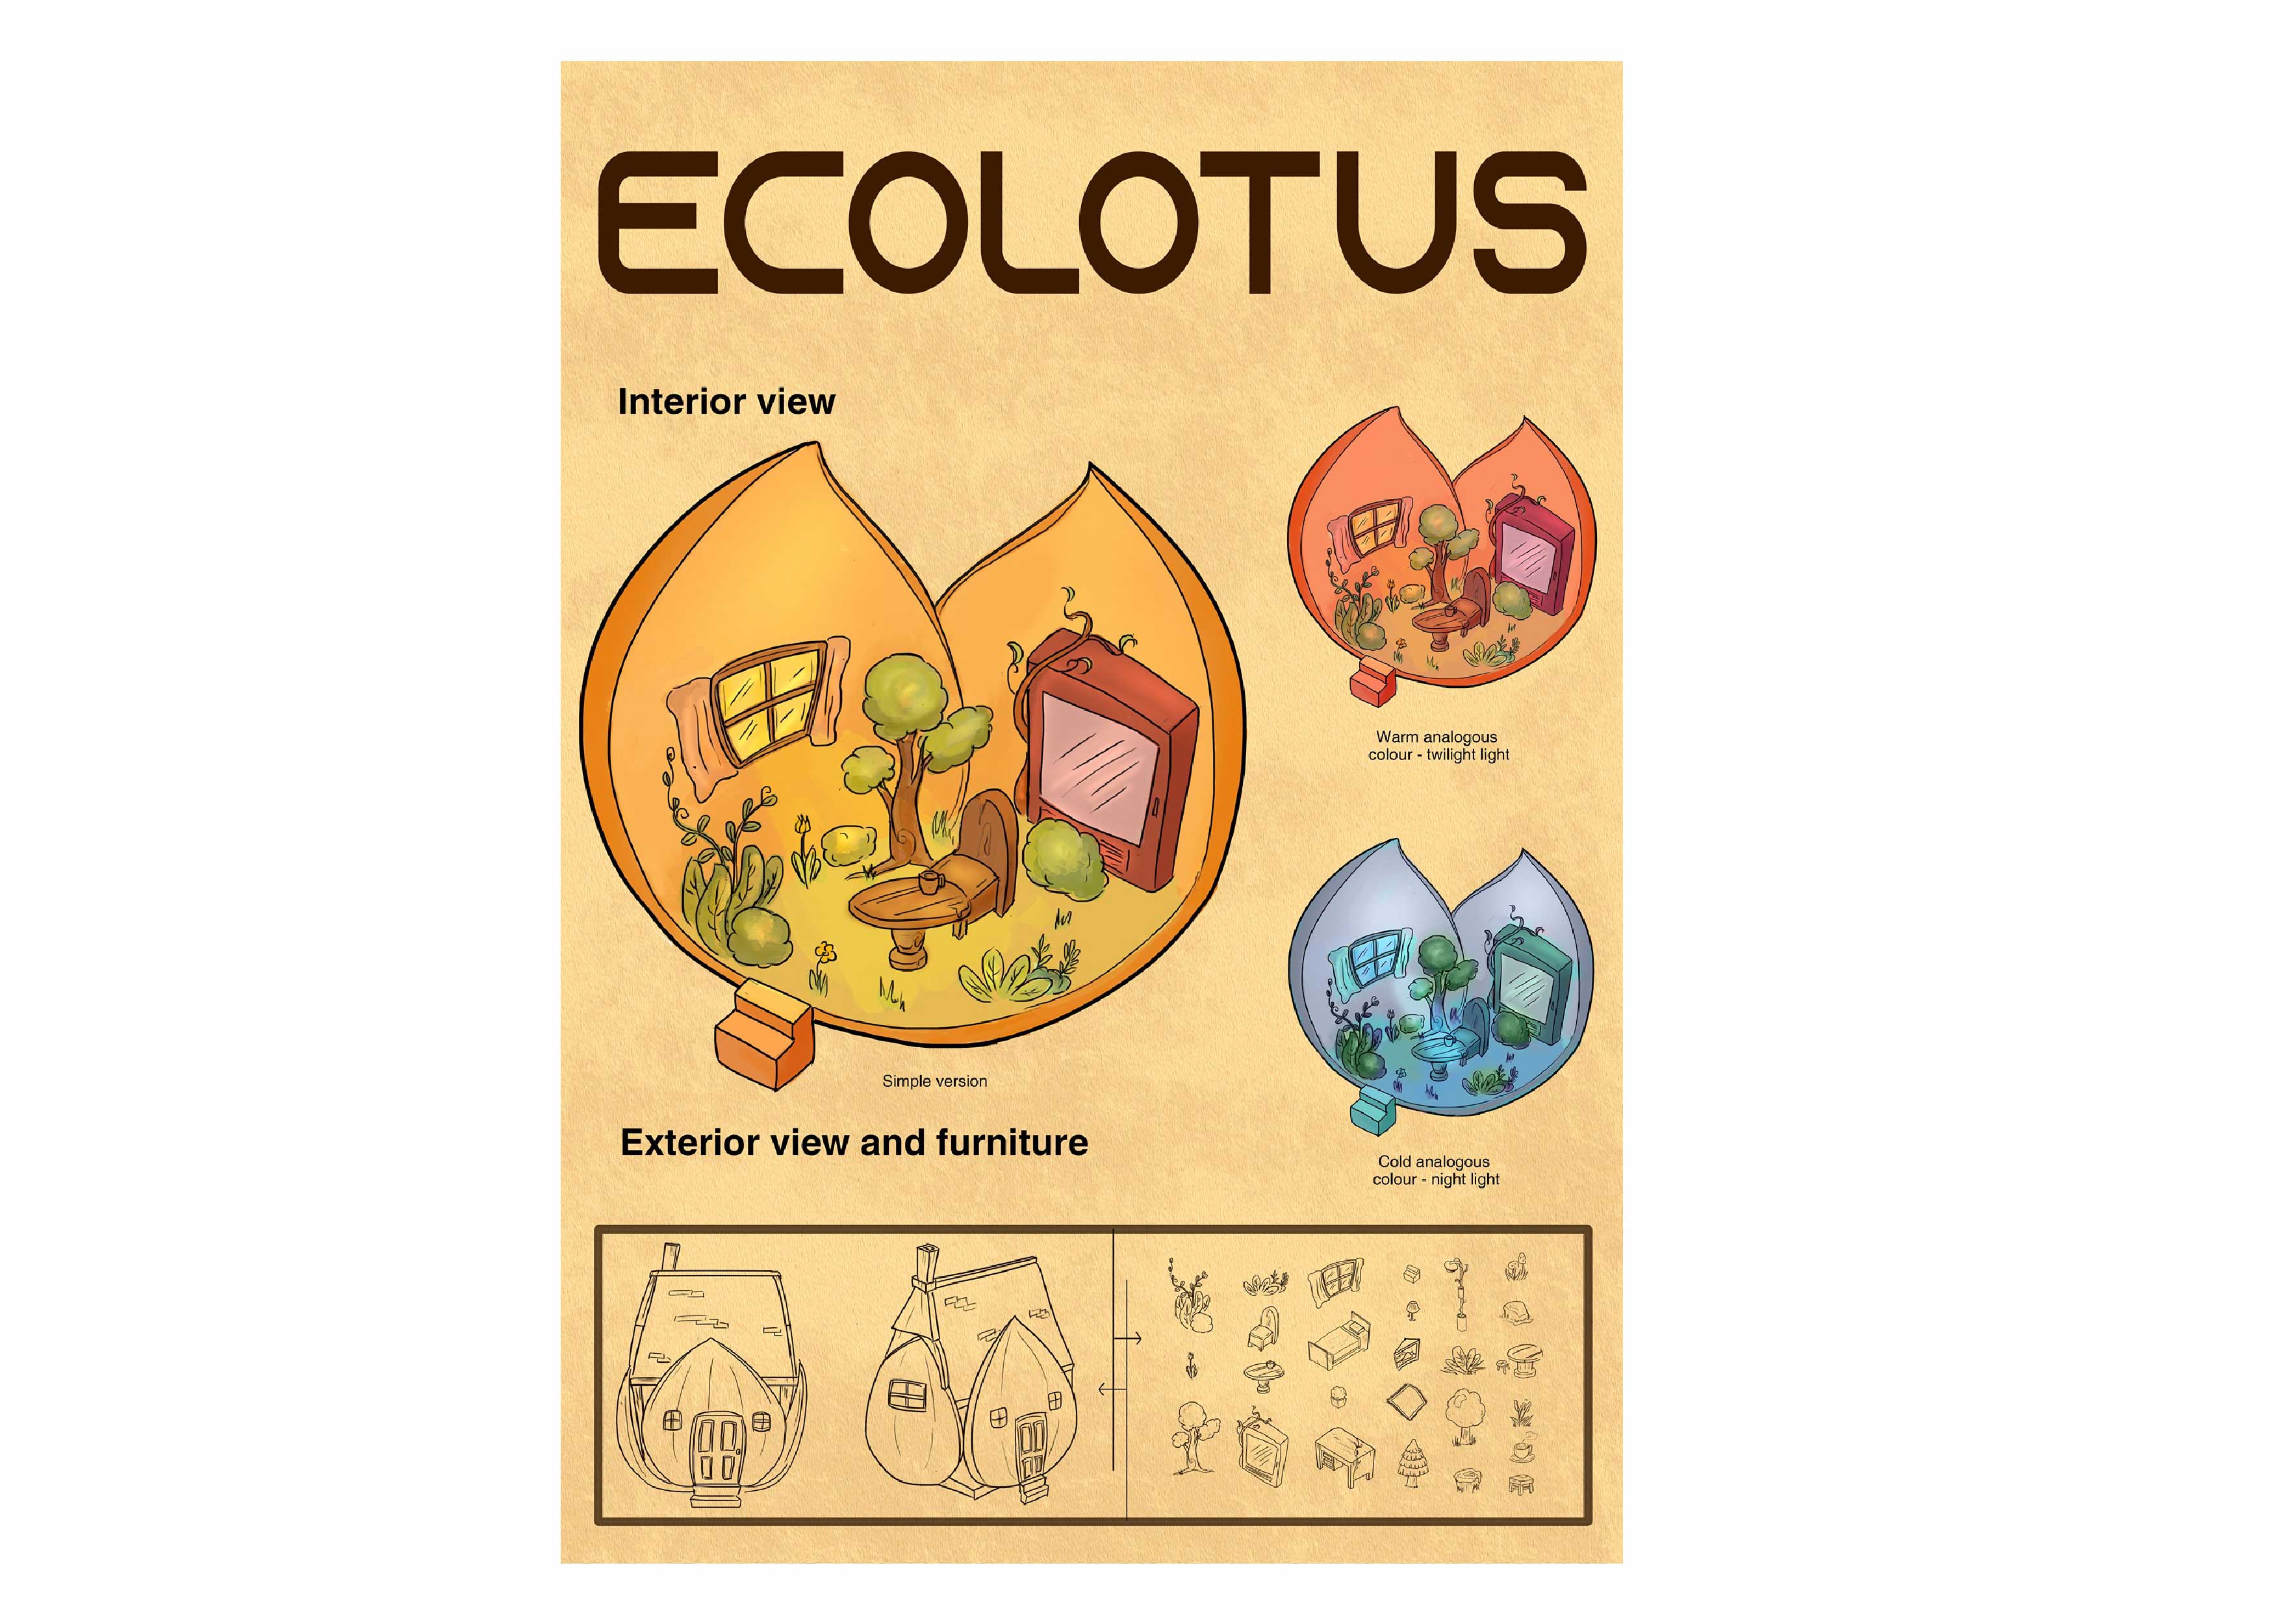 ECOLOTUS
Interior view
Warm analogous
colour - twilight light
Simple version
Exterior view and furniture
Cold analogous
colour - night light